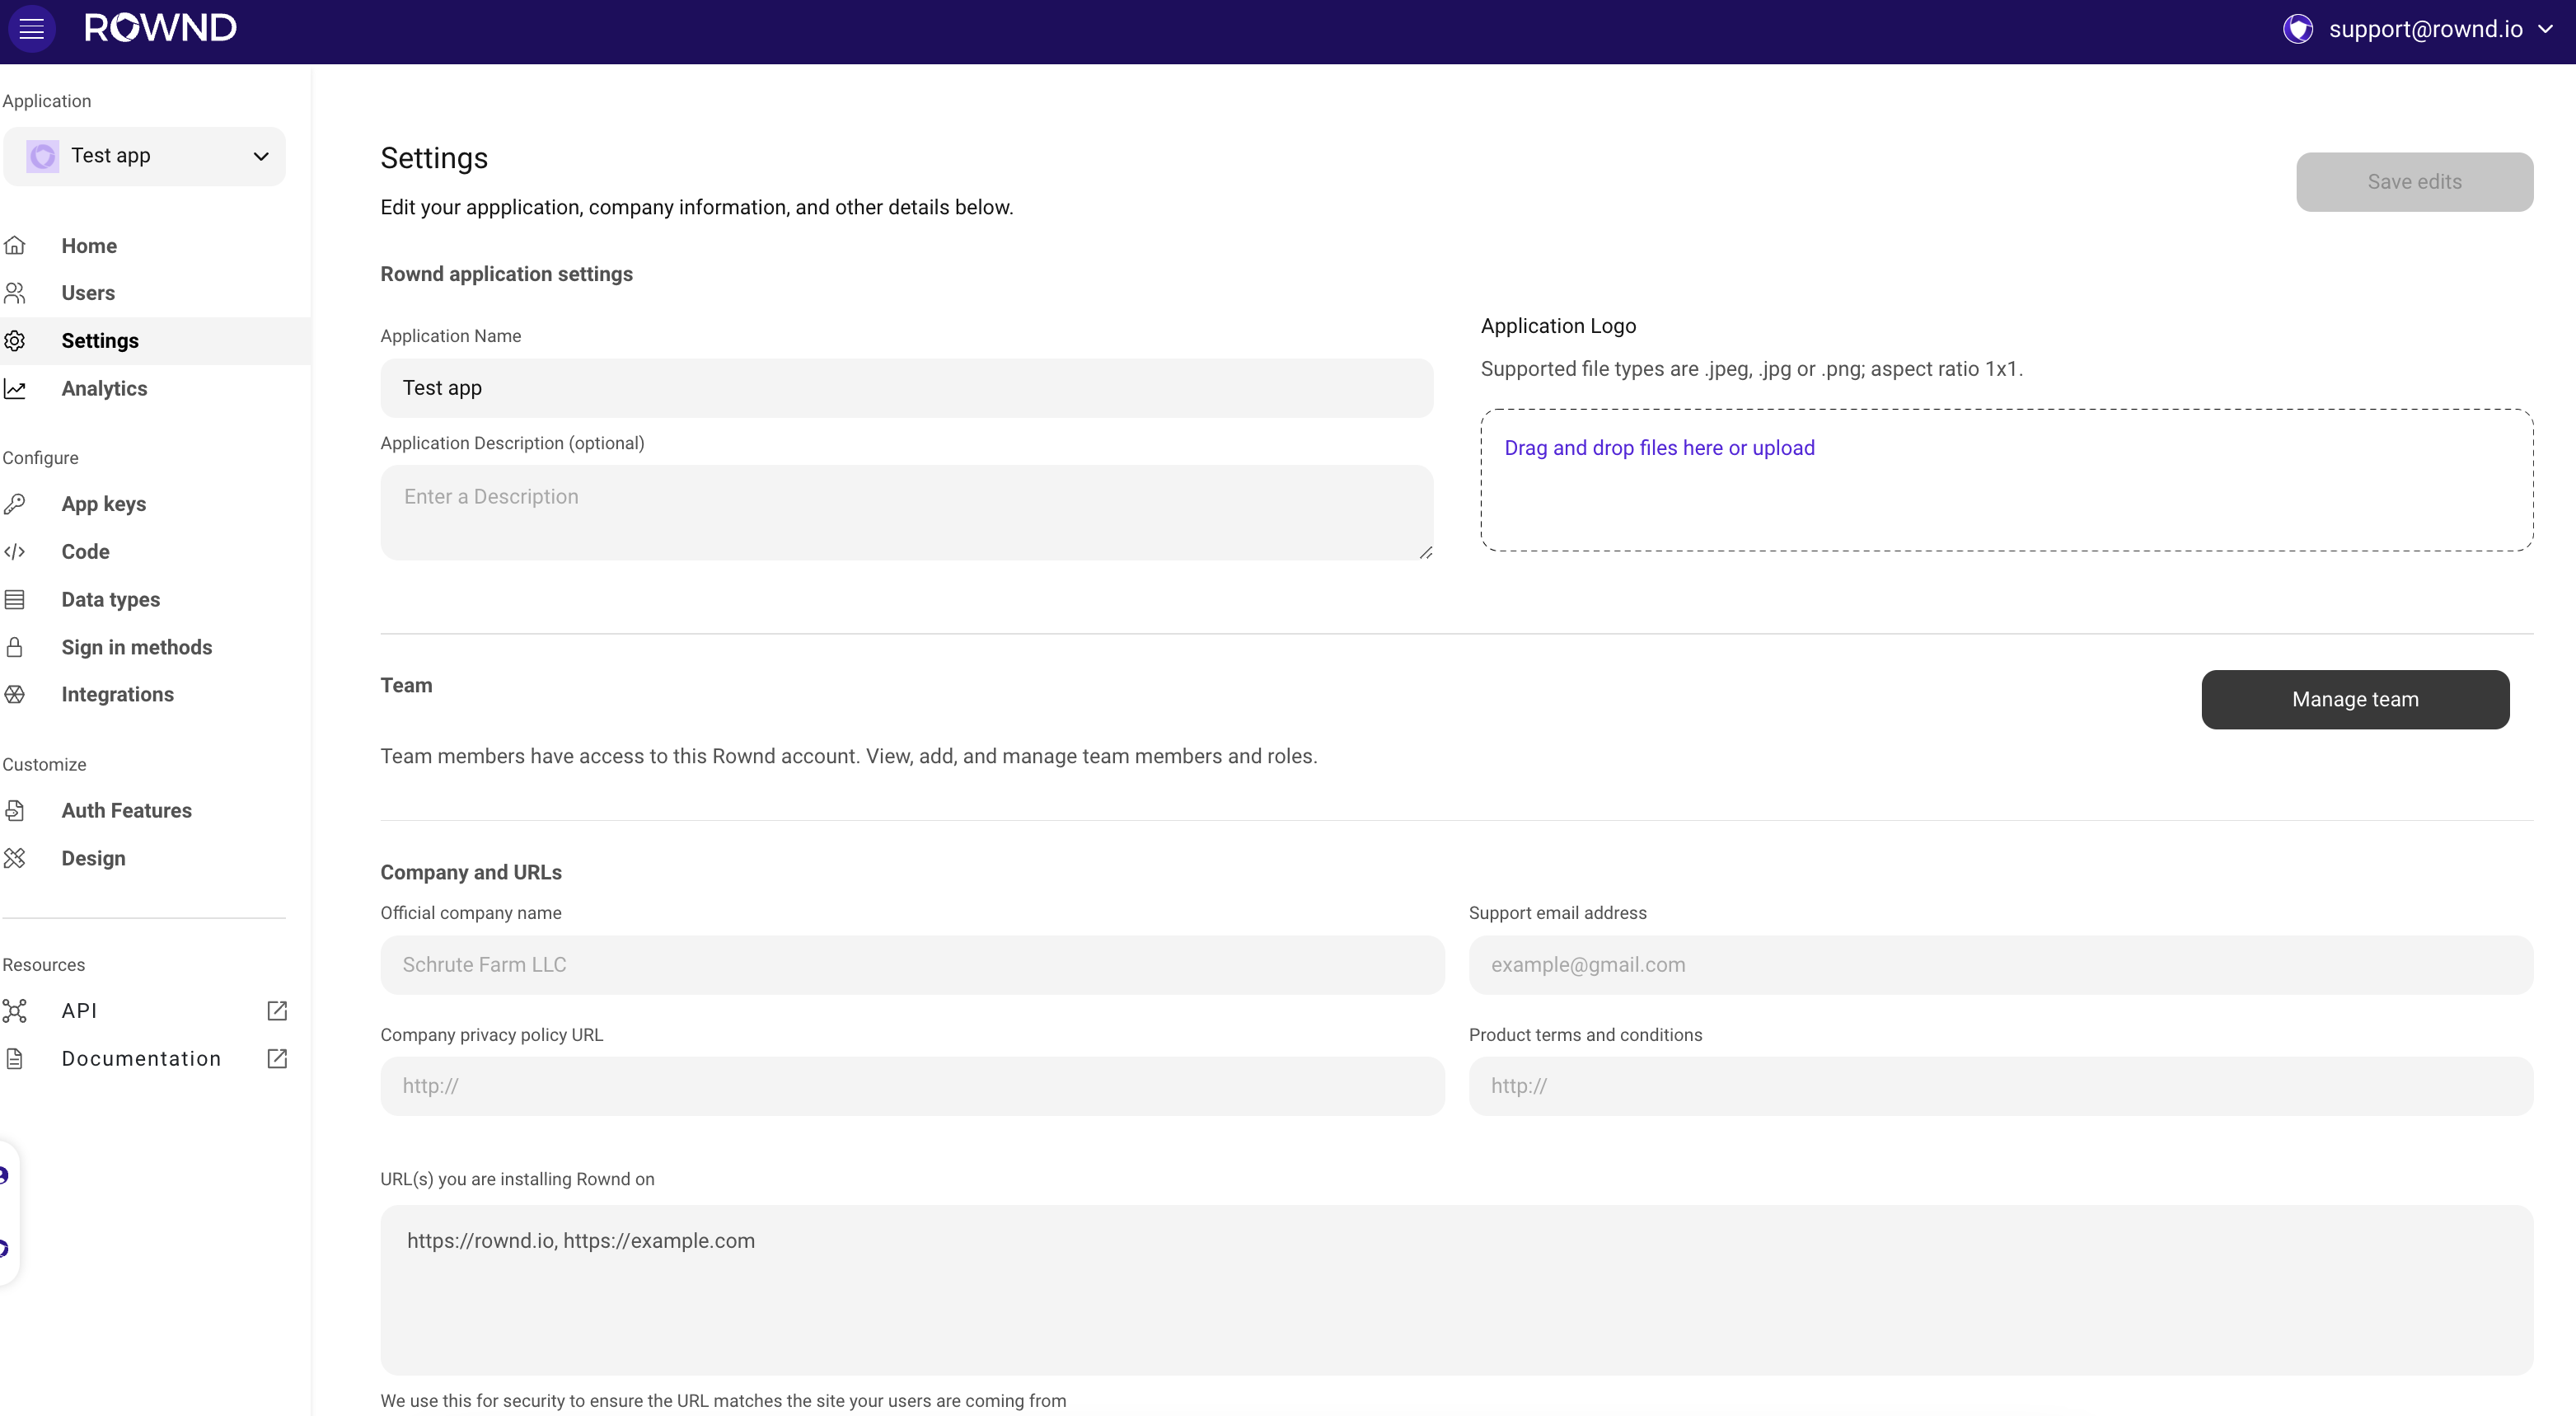 ROWND
support@rownd.io
Application
Test app
Home
Users
Settings
Analytics
Configure
App keys
Code
Data types
Sign in methods
Integrations
Customize
Auth Features
Design
Resources
API
Documentation
Settings
Save edits
Edit your appplication, company information, and other details below.
Rownd application settings
Application Name
Test app
Application Description (optional)
Enter a Description
Application Logo
Supported file types are .jpeg, .jpg or .png; aspect ratio 1x1.
Drag and drop files here or upload
Team
Manage team
Team members have access to this Rownd account. View, add, and manage team members and roles.
Company and URLs
Official company name
Schrute Farm LLC
Support email address
example@gmail.com
Company privacy policy URL
http://
Product terms and conditions
http://
URL(s) you are installing Rownd on
https://rownd.io, https://example.com
We use this for security to ensure the URL matches the site your users are coming from